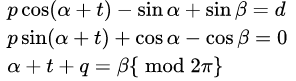 p cos(α + t) − sin α + sin β = d
p sin(α + t) + cos α − cos β = 0
α + t + q = β{ mod 2π}